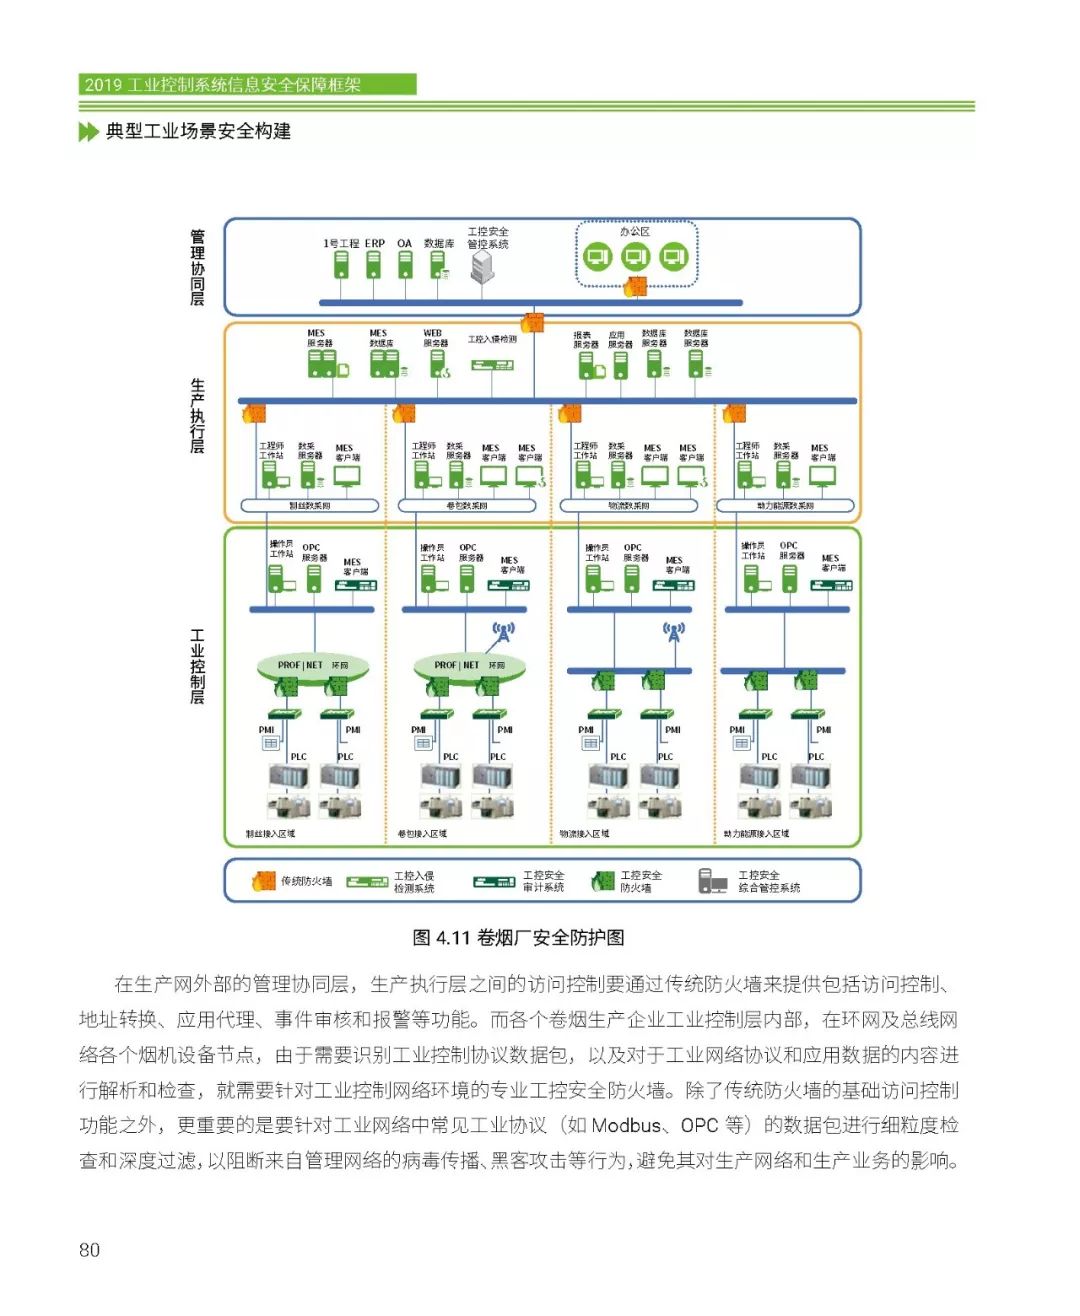 2019 工业控制系统信息安全保障框架
典型工业场景安全构建
管理协同层
1号工程 ERP OA 数据库
工控安全
管控系统
办公区
生产执行层
MES
服务器
MES
数据库
WEB
服务器
工控入侵检测
报表
服务器
应用
服务器
数据库
服务器
数据库
服务器
工程师
工作站
数采
服务器
MES
客户端
工程师
工作站
数采
服务器
MES
客户端
MES
客户端
工程师
工作站
数采
服务器
MES
客户端
MES
客户端
工程师
工作站
数采
服务器
MES
客户端
制丝数采网
卷包数采网
物流数采网
动力能源数采网
工业控制层
操作员
工作站
OPC
服务器
MES
客户端
操作员
工作站
OPC
服务器
MES
客户端
操作员
工作站
OPC
服务器
MES
客户端
操作员
工作站
OPC
服务器
MES
客户端
PROF|NET 环网
PROF|NET 环网
PMI
PMI
PMI
PMI
PMI
PMI
PMI
PMI
PLC
PLC
PLC
PLC
PLC
PLC
PLC
PLC
制丝接入区域
卷包接入区域
物流接入区域
动力能源接入区域
传统防火墙
工控入侵
检测系统
工控安全
审计系统
工控安全
防火墙
工控安全
综合管控系统
图 4.11 卷烟厂安全防护图
在生产网外部的管理协同层，生产执行层之间的访问控制要通过传统防火墙来提供包括访问控制、
地址转换、应用代理、事件审核和报警等功能。而各个卷烟生产企业工业控制层内部，在环网及总线网
络各个烟机设备节点，由于需要识别工业控制协议数据包，以及对于工业网络协议和应用数据的内容进
行解析和检查，就需要针对工业控制网络环境的专业工控安全防火墙。除了传统防火墙的基础访问控制
功能之外，更重要的是要针对工业网络中常见工业协议（如 Modbus、OPC 等）的数据包进行细粒度检
查和深度过滤，以阻断来自管理网络的病毒传播、黑客攻击等行为，避免其对生产网络和生产业务的影响。
80